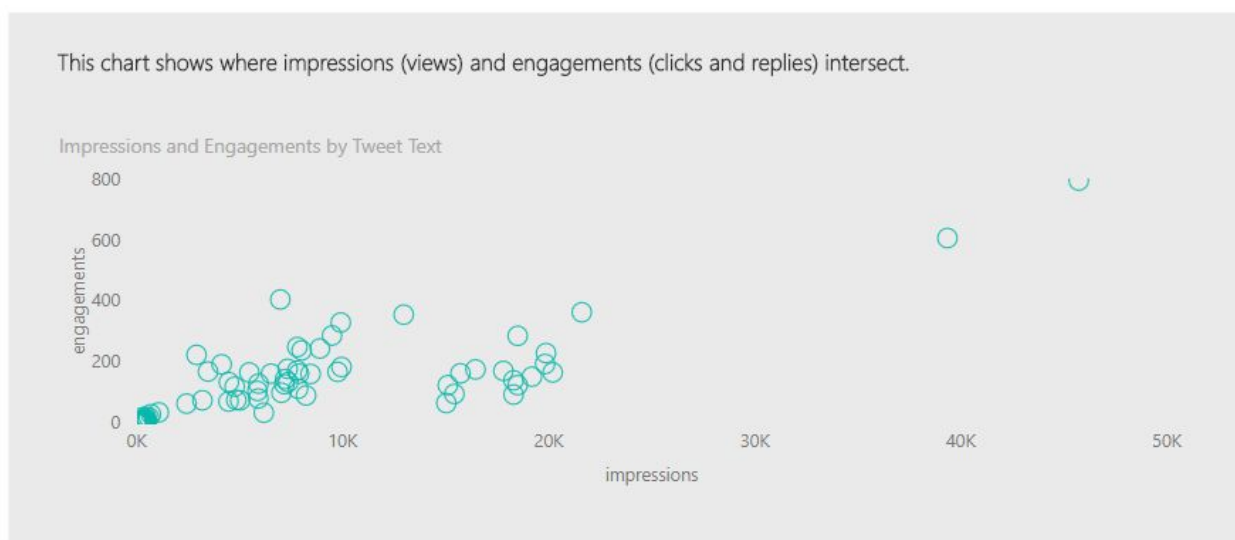 This chart shows where impressions (views) and engagements (clicks and replies) intersect.
Impressions and Engagements by Tweet Text
800
600
400
200
0
engagements
0K 10K 20K 30K 40K 50K
impressions